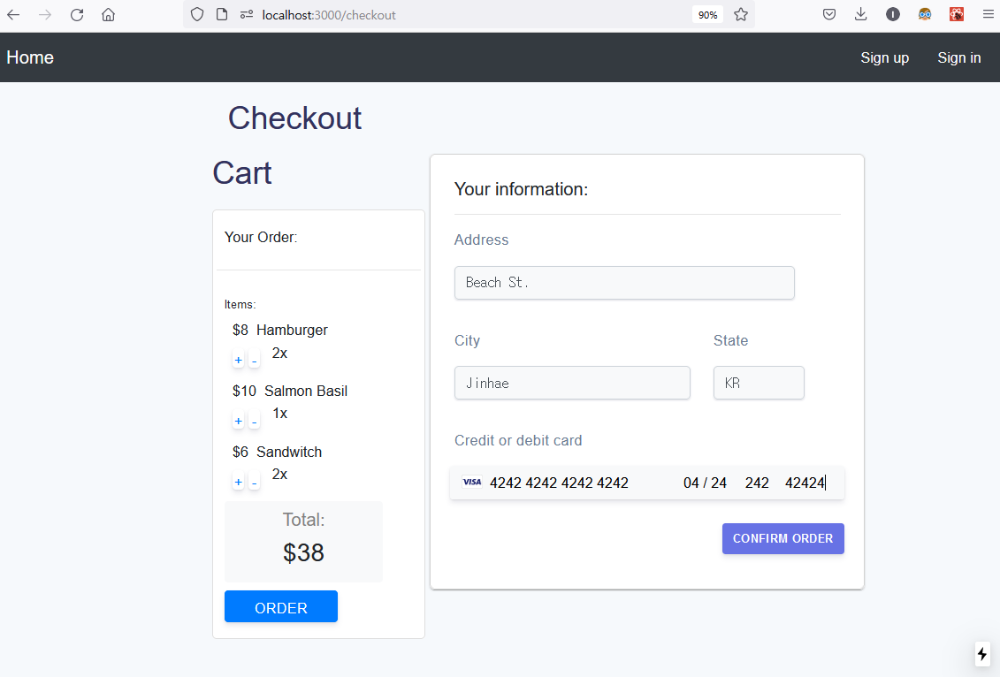 localhost:3000/checkout 90%
Home Sign up Sign in
Checkout
Cart
Your Order:
Items:
$8 Hamburger
+ - 2x
$10 Salmon Basil
+ - 1x
$6 Sandwitch
+ - 2x
Total:
$38
ORDER
Your information:
Address
Beach St.
City State
Jinhae KR
Credit or debit card
VISA 4242 4242 4242 4242 04 / 24 242 42424
CONFIRM ORDER